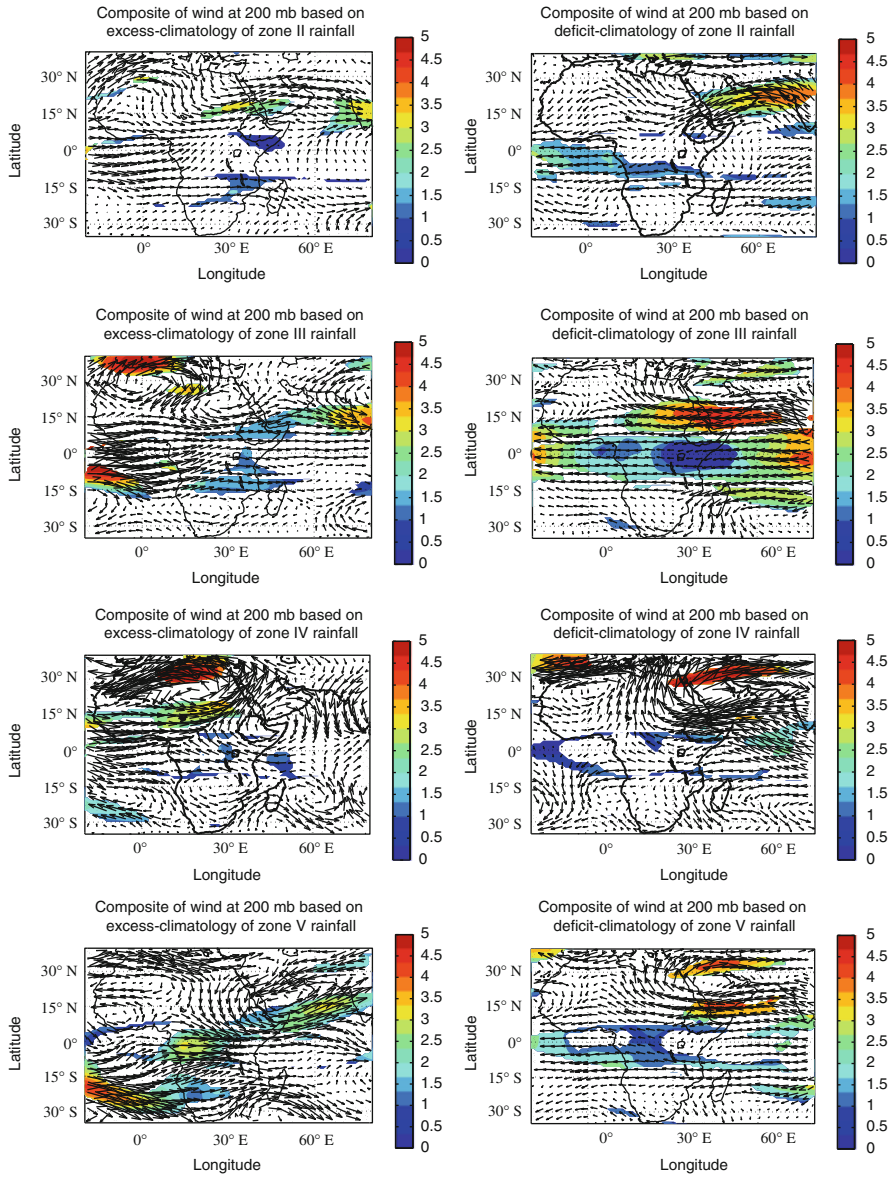 Composite of wind at 200 mb based on
excess-climatology of zone II rainfall
5
4.5
4
3.5
3
2.5
2
1.5
1
0.5
0
30° N
15° N
0°
15° S
30° S
Latitude
0°
30° E
60° E
Longitude
Composite of wind at 200 mb based on
deficit-climatology of zone II rainfall
5
4.5
4
3.5
3
2.5
2
1.5
1
0.5
0
30° N
15° N
0°
15° S
30° S
Latitude
0°
30° E
60° E
Longitude
Composite of wind at 200 mb based on
excess-climatology of zone III rainfall
5
4.5
4
3.5
3
2.5
2
1.5
1
0.5
0
30° N
15° N
0°
15° S
30° S
Latitude
0°
30° E
60° E
Longitude
Composite of wind at 200 mb based on
deficit-climatology of zone III rainfall
5
4.5
4
3.5
3
2.5
2
1.5
1
0.5
0
30° N
15° N
0°
15° S
30° S
Latitude
0°
30° E
60° E
Longitude
Composite of wind at 200 mb based on
excess-climatology of zone IV rainfall
5
4.5
4
3.5
3
2.5
2
1.5
1
0.5
0
30° N
15° N
0°
15° S
30° S
Latitude
0°
30° E
60° E
Longitude
Composite of wind at 200 mb based on
deficit-climatology of zone IV rainfall
5
4.5
4
3.5
3
2.5
2
1.5
1
0.5
0
30° N
15° N
0°
15° S
30° S
Latitude
0°
30° E
60° E
Longitude
Composite of wind at 200 mb based on
excess-climatology of zone V rainfall
5
4.5
4
3.5
3
2.5
2
1.5
1
0.5
0
30° N
15° N
0°
15° S
30° S
Latitude
0°
30° E
60° E
Longitude
Composite of wind at 200 mb based on
deficit-climatology of zone V rainfall
5
4.5
4
3.5
3
2.5
2
1.5
1
0.5
0
30° N
15° N
0°
15° S
30° S
Latitude
0°
30° E
60° E
Longitude